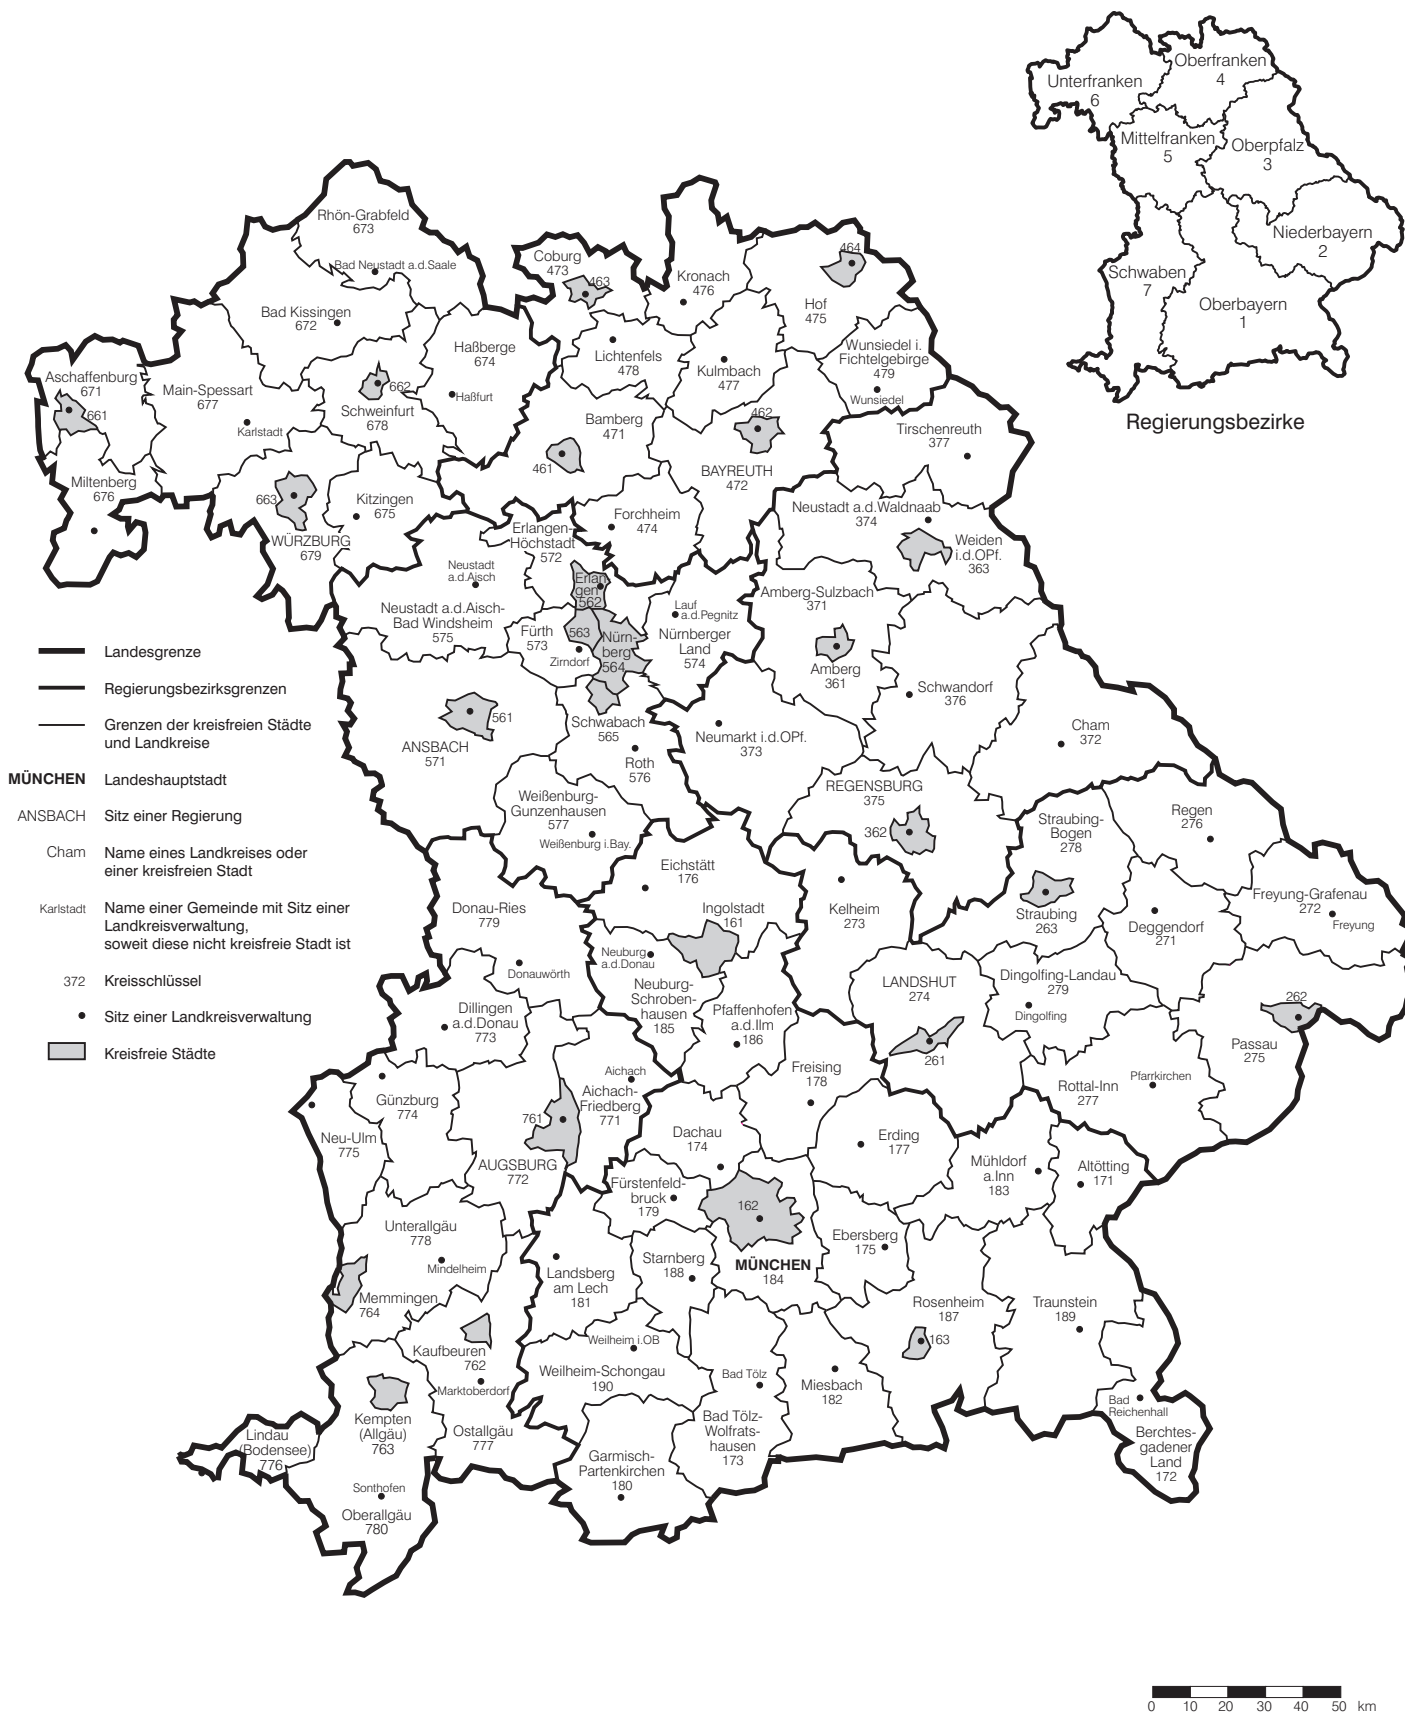 Unterfranken
6
Oberfranken
4
Mittelfranken
5
Oberpfalz
3
Niederbayern
2
Schwaben
7
Oberbayern
1
Regierungsbezirke
Rhön-Grabfeld
673
Bad Neustadt a.d.Saale
Bad Kissingen
672
Coburg
473
463
Kronach
476
464
Hof
475
Haßberge
674
Haßfurt
Lichtenfels
478
Kulmbach
477
Wunsiedel i.
Fichtelgebirge
479
Wunsiedel
Aschaffenburg
671
661
Main-Spessart
677
Karlstadt
662
Schweinfurt
678
Bamberg
471
461
462
BAYREUTH
472
Tirschenreuth
377
Miltenberg
676
663
WÜRZBURG
679
Kitzingen
675
Forchheim
474
Neustadt a.d.Waldnaab
374
Weiden
i.d.OPf.
363
Erlangen-
Höchstadt
572
Neustadt
a.d.Aisch
Neustadt a.d.Aisch-
Bad Windsheim
575
Erlan-
gen
562
Fürth
573
563
Zirndorf
Nürn-
berg
564
Lauf
a.d.Pegnitz
Nürnberger
Land
574
Amberg-Sulzbach
371
Amberg
361
Schwandorf
376
Cham
372
561
ANSBACH
571
Schwabach
565
Roth
576
Neumarkt i.d.OPf.
373
REGENSBURG
375
362
Weißenburg-
Gunzenhausen
577
Weißenburg i.Bay.
Straubing-
Bogen
278
Straubing
263
Regen
276
Freyung-Grafenau
272
Freyung
Deggendorf
271
Eichstätt
176
Ingolstadt
161
Kelheim
273
Donau-Ries
779
Donauwörth
Neuburg
a.d.Donau
Neuburg-
Schroben-
hausen
185
LANDSHUT
274
261
Dingolfing-Landau
279
Dingolfing
262
Passau
275
Dillingen
a.d.Donau
773
Pfaffenhofen
a.d.Ilm
186
Freising
178
Rottal-Inn
277
Pfarrkirchen
Günzburg
774
Neu-Ulm
775
Aichach
Aichach-
Friedberg
771
761
AUGSBURG
772
Dachau
174
Erding
177
Mühldorf
a.Inn
183
Altötting
171
Fürstenfeld-
bruck
179
162
MÜNCHEN
184
Ebersberg
175
Unterallgäu
778
Mindelheim
Memmingen
764
Landsberg
am Lech
181
Starnberg
188
Rosenheim
187
163
Traunstein
189
Kaufbeuren
762
Marktoberdorf
Ostallgäu
777
Weilheim i.OB
Weilheim-Schongau
190
Bad Tölz
Bad Tölz-
Wolfrats-
hausen
173
Miesbach
182
Bad
Reichenhall
Berchtes-
gadener
Land
172
Kempten
(Allgäu)
763
Lindau
(Bodensee)
776
Sonthofen
Oberallgäu
780
Garmisch-
Partenkirchen
180
Landesgrenze
Regierungsbezirksgrenzen
Grenzen der kreisfreien Städte
und Landkreise
MÜNCHEN Landeshauptstadt
ANSBACH Sitz einer Regierung
Cham Name eines Landkreises oder
einer kreisfreien Stadt
Karlstadt Name einer Gemeinde mit Sitz einer
Landkreisverwaltung,
soweit diese nicht kreisfreie Stadt ist
372 Kreisschlüssel
Sitz einer Landkreisverwaltung
Kreisfreie Städte
0 10 20 30 40 50 km